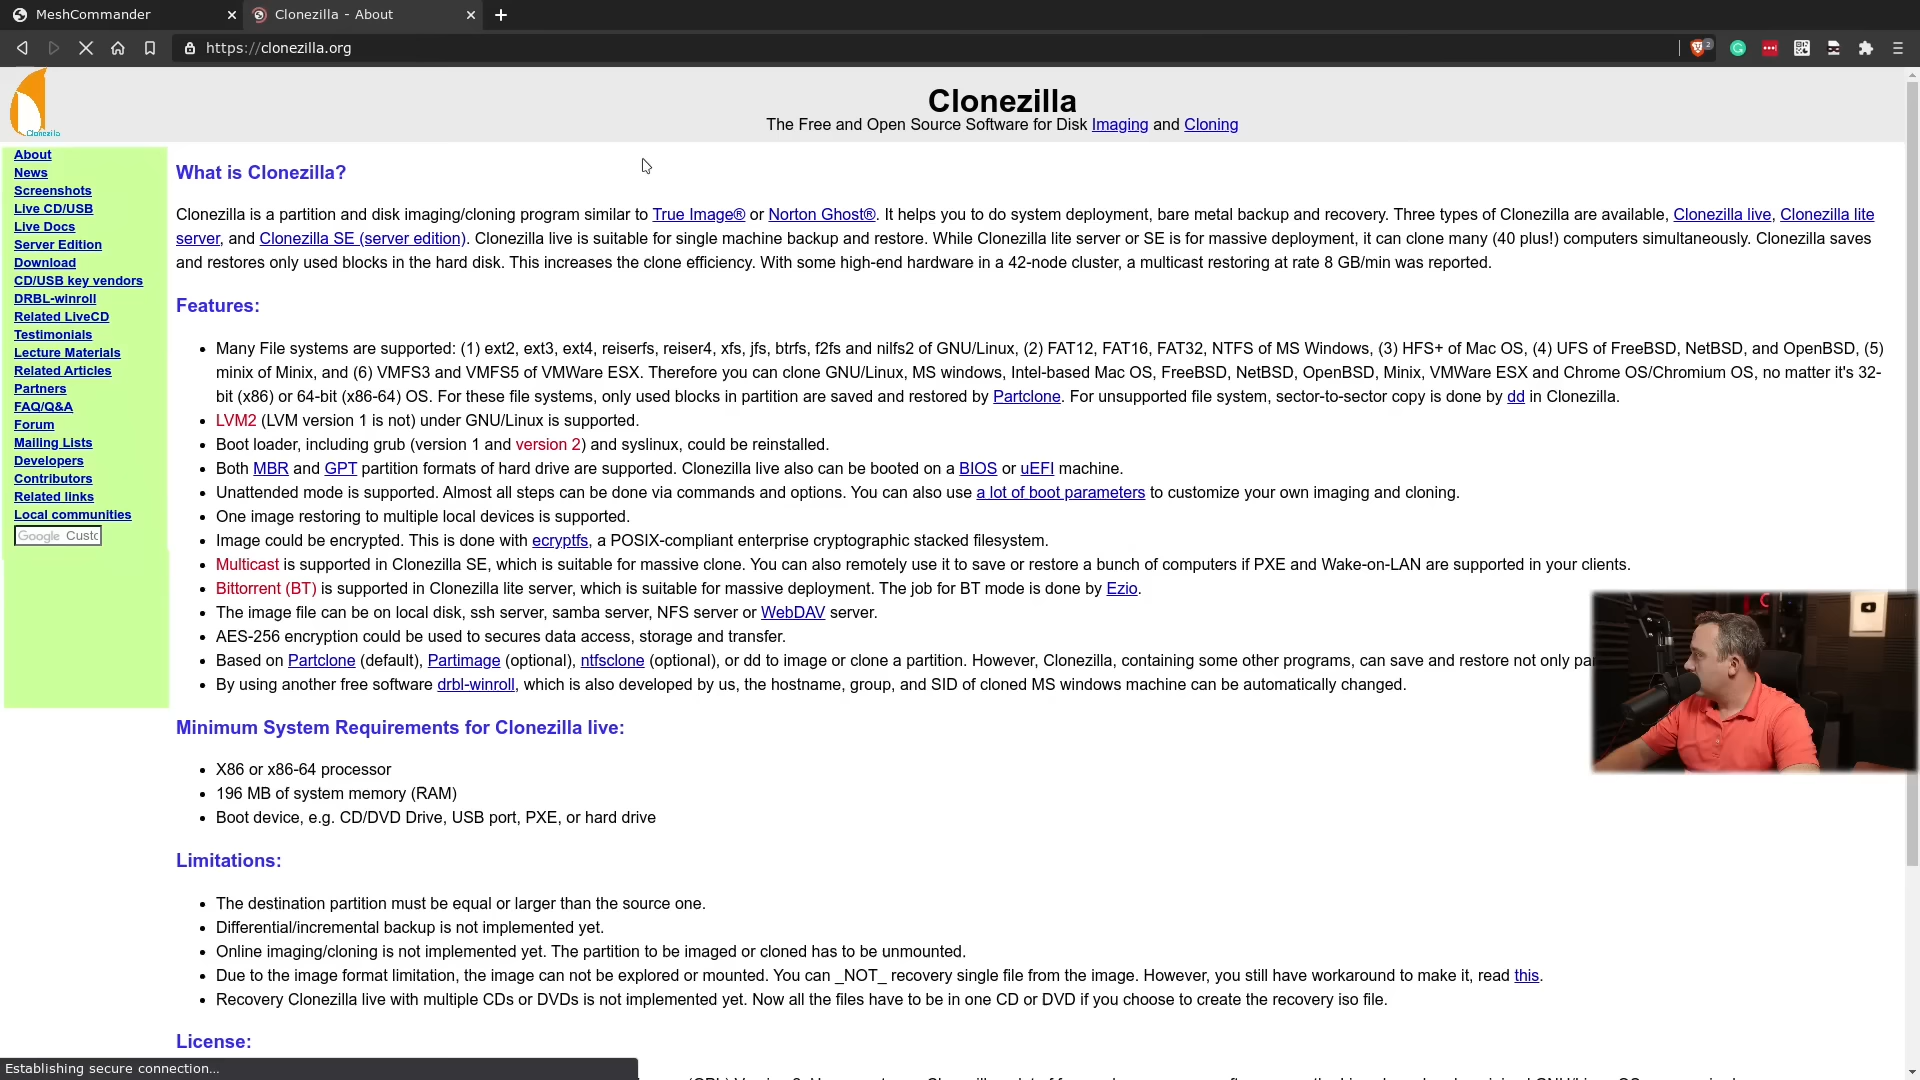 MeshCommander
Clonezilla - About
https://clonezilla.org
2
Clonezilla
Clonezilla
The Free and Open Source Software for Disk Imaging and Cloning
About
News
Screenshots
Live CD/USB
Live Docs
Server Edition
Download
CD/USB key vendors
DRBL-winroll
Related LiveCD
Testimonials
Lecture Materials
Related Articles
Partners
FAQ/Q&A
Forum
Mailing Lists
Developers
Contributors
Related links
Local communities
Google Custo
What is Clonezilla?
Clonezilla is a partition and disk imaging/cloning program similar to True Image® or Norton Ghost®. It helps you to do system deployment, bare metal backup and recovery. Three types of Clonezilla are available, Clonezilla live, Clonezilla lite
server, and Clonezilla SE (server edition). Clonezilla live is suitable for single machine backup and restore. While Clonezilla lite server or SE is for massive deployment, it can clone many (40 plus!) computers simultaneously. Clonezilla saves
and restores only used blocks in the hard disk. This increases the clone efficiency. With some high-end hardware in a 42-node cluster, a multicast restoring at rate 8 GB/min was reported.
Features:
Many File systems are supported: (1) ext2, ext3, ext4, reiserfs, reiser4, xfs, jfs, btrfs, f2fs and nilfs2 of GNU/Linux, (2) FAT12, FAT16, FAT32, NTFS of MS Windows, (3) HFS+ of Mac OS, (4) UFS of FreeBSD, NetBSD, and OpenBSD, (5)
minix of Minix, and (6) VMFS3 and VMFS5 of VMWare ESX. Therefore you can clone GNU/Linux, MS windows, Intel-based Mac OS, FreeBSD, NetBSD, OpenBSD, Minix, VMWare ESX and Chrome OS/Chromium OS, no matter it's 32-
bit (x86) or 64-bit (x86-64) OS. For these file systems, only used blocks in partition are saved and restored by Partclone. For unsupported file system, sector-to-sector copy is done by dd in Clonezilla.
LVM2 (LVM version 1 is not) under GNU/Linux is supported.
Boot loader, including grub (version 1 and version 2) and syslinux, could be reinstalled.
Both MBR and GPT partition formats of hard drive are supported. Clonezilla live also can be booted on a BIOS or uEFI machine.
Unattended mode is supported. Almost all steps can be done via commands and options. You can also use a lot of boot parameters to customize your own imaging and cloning.
One image restoring to multiple local devices is supported.
Image could be encrypted. This is done with ecryptfs, a POSIX-compliant enterprise cryptographic stacked filesystem.
Multicast is supported in Clonezilla SE, which is suitable for massive clone. You can also remotely use it to save or restore a bunch of computers if PXE and Wake-on-LAN are supported in your clients.
Bittorrent (BT) is supported in Clonezilla lite server, which is suitable for massive deployment. The job for BT mode is done by Ezio.
The image file can be on local disk, ssh server, samba server, NFS server or WebDAV server.
AES-256 encryption could be used to secures data access, storage and transfer.
Based on Partclone (default), Partimage (optional), ntfsclone (optional), or dd to image or clone a partition. However, Clonezilla, containing some other programs, can save and restore not only par
By using another free software drbl-winroll, which is also developed by us, the hostname, group, and SID of cloned MS windows machine can be automatically changed.
Minimum System Requirements for Clonezilla live:
X86 or x86-64 processor
196 MB of system memory (RAM)
Boot device, e.g. CD/DVD Drive, USB port, PXE, or hard drive
Limitations:
The destination partition must be equal or larger than the source one.
Differential/incremental backup is not implemented yet.
Online imaging/cloning is not implemented yet. The partition to be imaged or cloned has to be unmounted.
Due to the image format limitation, the image can not be explored or mounted. You can _NOT_ recovery single file from the image. However, you still have workaround to make it, read this.
Recovery Clonezilla live with multiple CDs or DVDs is not implemented yet. Now all the files have to be in one CD or DVD if you choose to create the recovery iso file.
License:
Establishing secure connection...